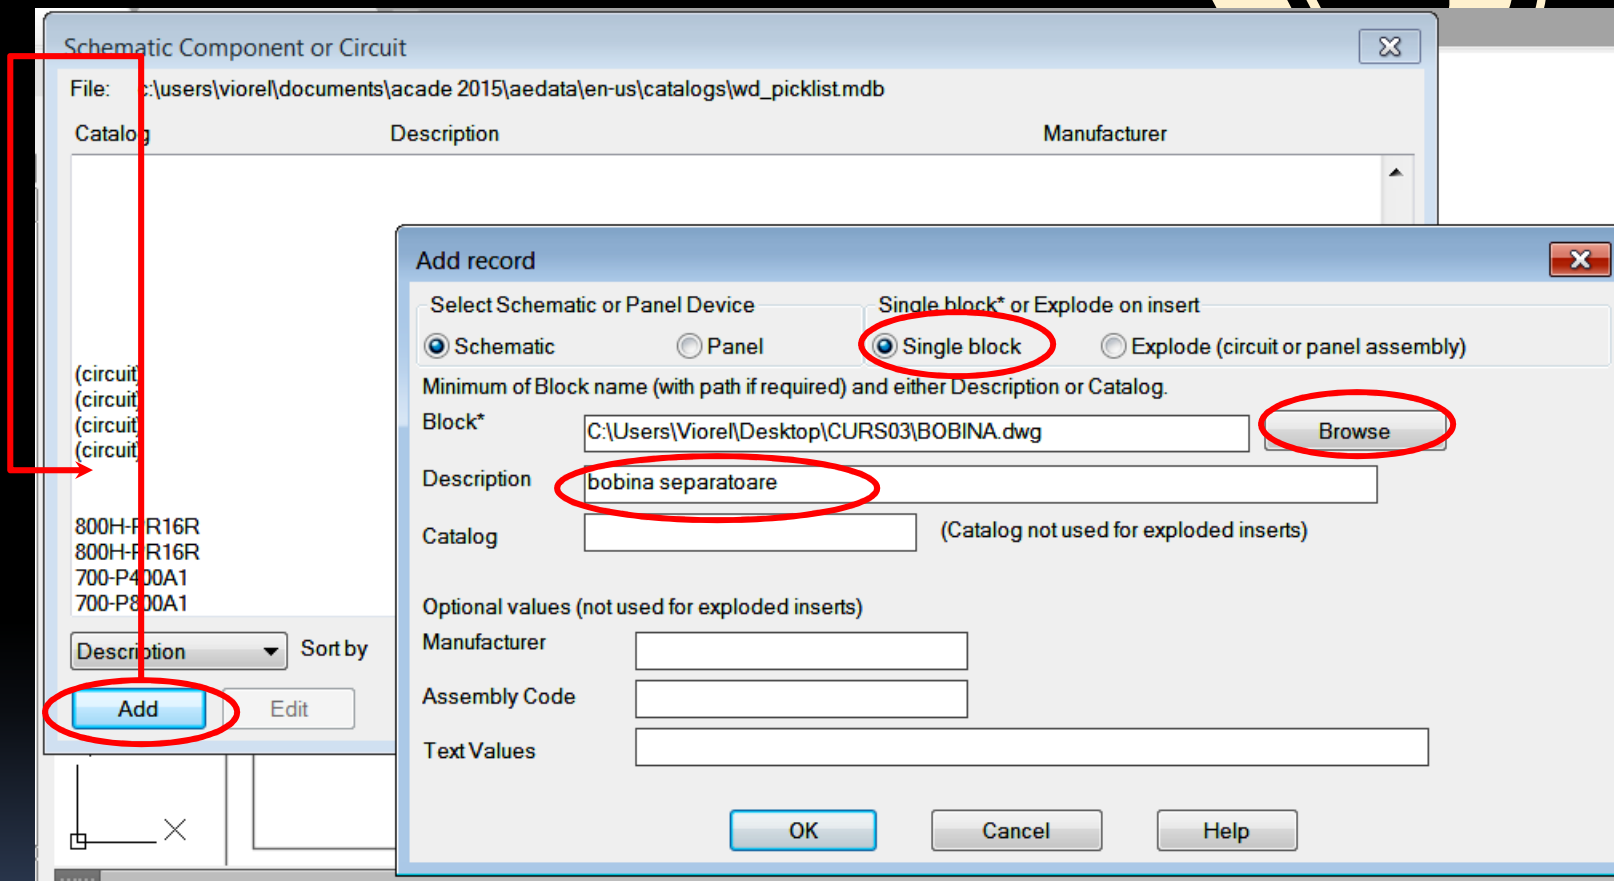 Schematic Component or Circuit
File: c:\users\viorel\documents\acade 2015\aedata\en-us\catalogs\wd_picklist.mdb
Catalog Description Manufacturer
(circuit)
(circuit)
(circuit)
(circuit)
800H-PR16R
800H-PR16R
700-P400A1
700-P800A1
Description Sort by
Add Edit
Add record
Select Schematic or Panel Device Single block* or Explode on insert
Schematic Panel Single block Explode (circuit or panel assembly)
Minimum of Block name (with path if required) and either Description or Catalog.
Block* C:\Users\Viorel\Desktop\CURS03\BOBINA.dwg Browse
Description bobina separatoare
Catalog (Catalog not used for exploded inserts)
Optional values (not used for exploded inserts)
Manufacturer
Assembly Code
Text Values
OK Cancel Help